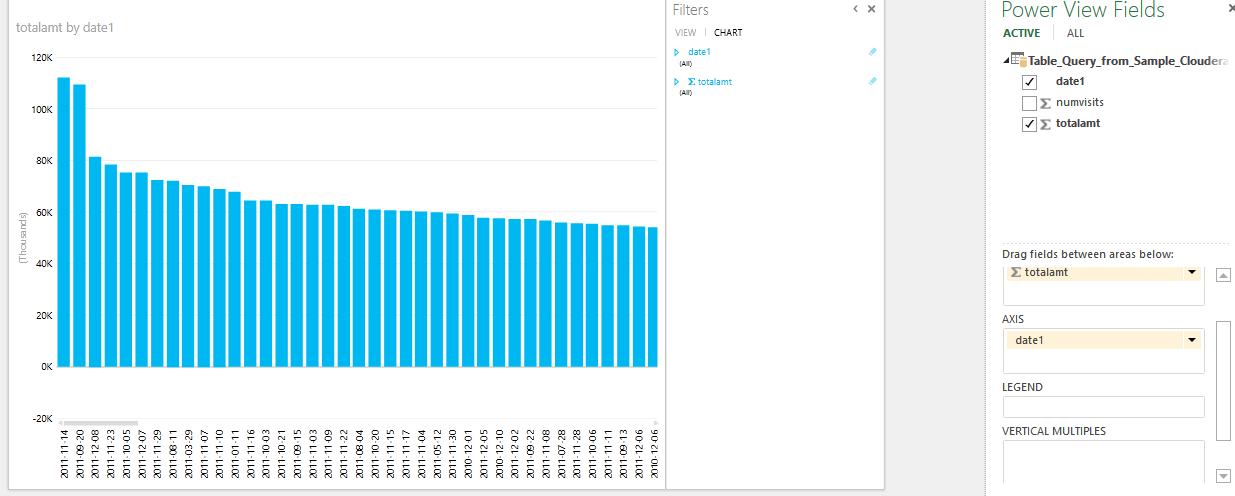 totalamt by date1
120K
100K
80K
60K
40K
20K
0K
-20K
(Thousands)
2011-11-14
2011-09-20
2011-12-08
2011-11-23
2011-10-05
2011-12-07
2011-11-29
2011-08-11
2011-03-29
2011-11-07
2011-11-10
2011-01-11
2011-11-16
2011-10-03
2011-10-21
2011-09-15
2011-11-03
2011-11-09
2011-11-22
2011-08-04
2011-10-20
2011-11-15
2011-11-17
2011-11-04
2011-05-12
2011-11-30
2010-12-01
2011-12-05
2010-12-10
2011-12-02
2011-09-22
2011-11-08
2011-07-28
2011-11-28
2011-10-06
2011-11-11
2011-09-13
2011-12-06
2010-12-06
Filters
VIEW | CHART
date1
(All)
Σ totalamt
(All)
Power View Fields
ACTIVE | ALL
Table_Query_from_Sample_Cloudera
date1
Σ numvisits
Σ totalamt
Drag fields between areas below:
Σ totalamt
AXIS
date1
LEGEND
VERTICAL MULTIPLES